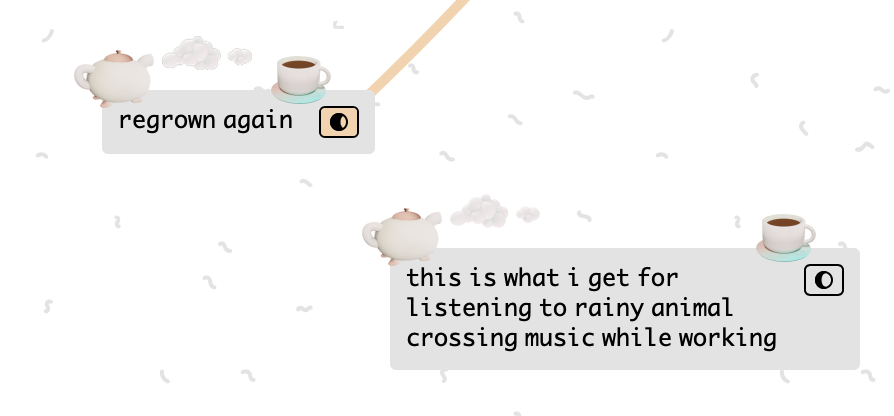 regrown again
this is what i get for
listening to rainy animal
crossing music while working